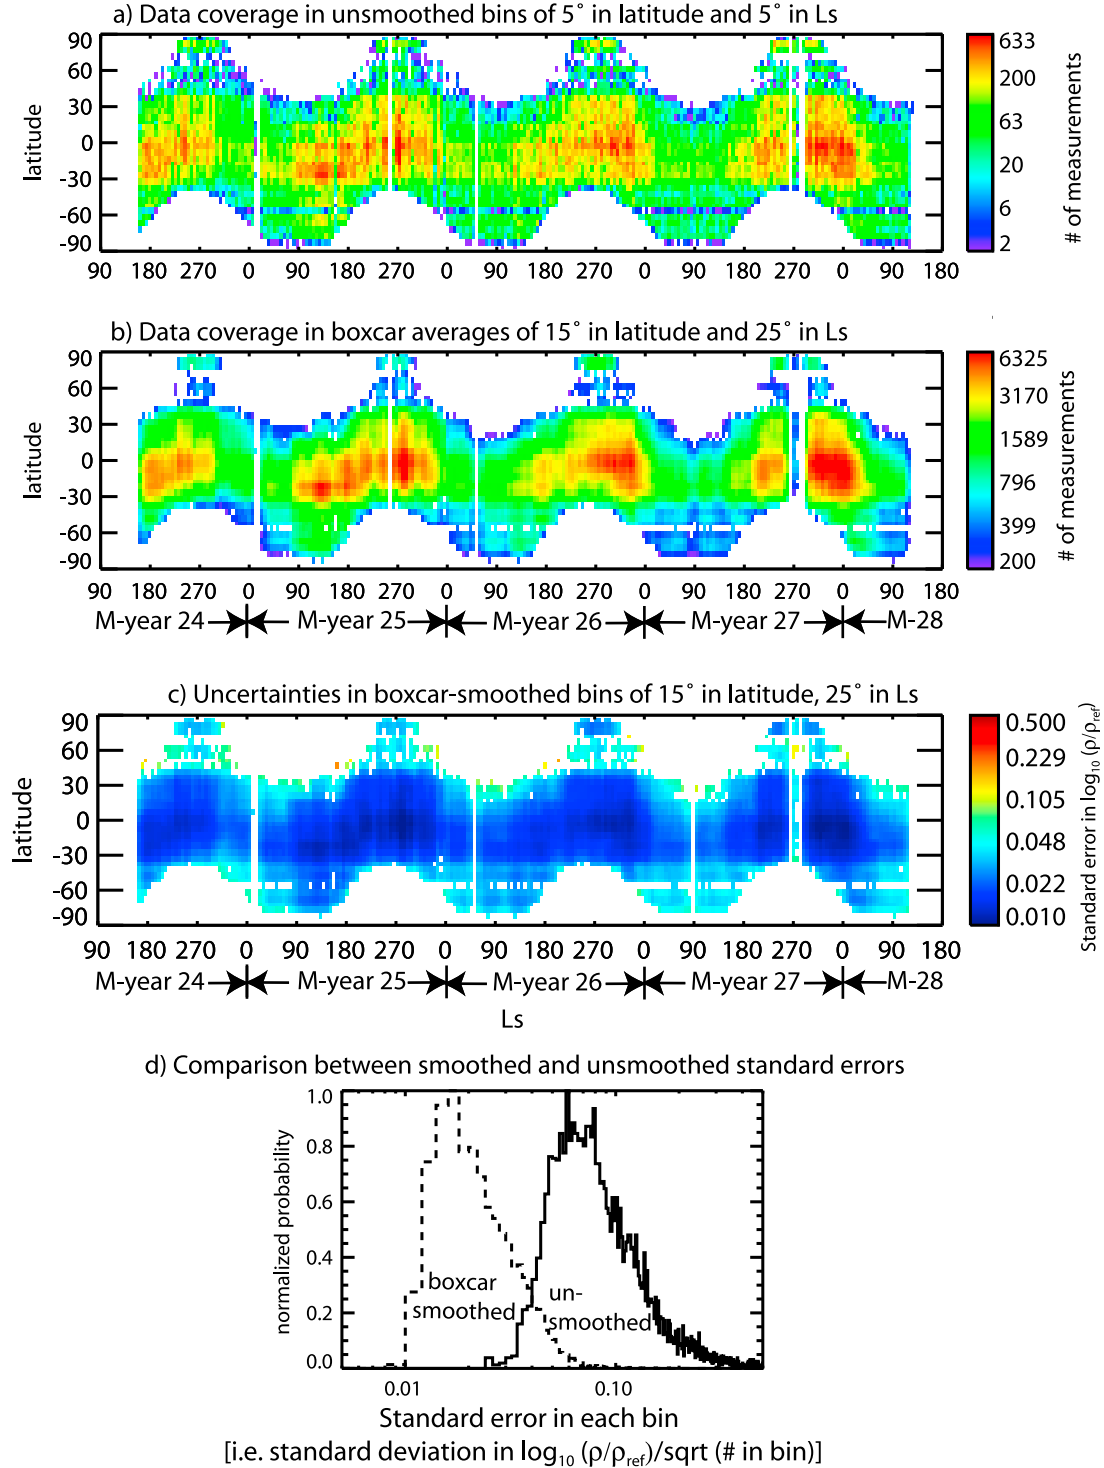 a) Data coverage in unsmoothed bins of 5° in latitude and 5° in Ls
90
60
30
0
-30
-60
-90
latitude
90 180 270 0 90 180 270 0 90 180 270 0 90 180 270 0 90 180
633
200
63
20
6
2
# of measurements
b) Data coverage in boxcar averages of 15° in latitude and 25° in Ls
90
60
30
0
-30
-60
-90
latitude
90 180 270 0 90 180 270 0 90 180 270 0 90 180 270 0 90 180
M-year 24 M-year 25 M-year 26 M-year 27 M-28
6325
3170
1589
796
399
200
# of measurements
c) Uncertainties in boxcar-smoothed bins of 15° in latitude, 25° in Ls
90
60
30
0
-30
-60
-90
latitude
90 180 270 0 90 180 270 0 90 180 270 0 90 180 270 0 90 180
M-year 24 M-year 25 M-year 26 M-year 27 M-28
Ls
0.500
0.229
0.105
0.048
0.022
0.010
Standard error in log₁₀ (ρ/ρref)
d) Comparison between smoothed and unsmoothed standard errors
1.0
0.8
0.6
0.4
0.2
0.0
normalized probability
boxcar
smoothed
un-
smoothed
0.01 0.10
Standard error in each bin
[i.e. standard deviation in log₁₀ (ρ/ρref)/sqrt (# in bin)]